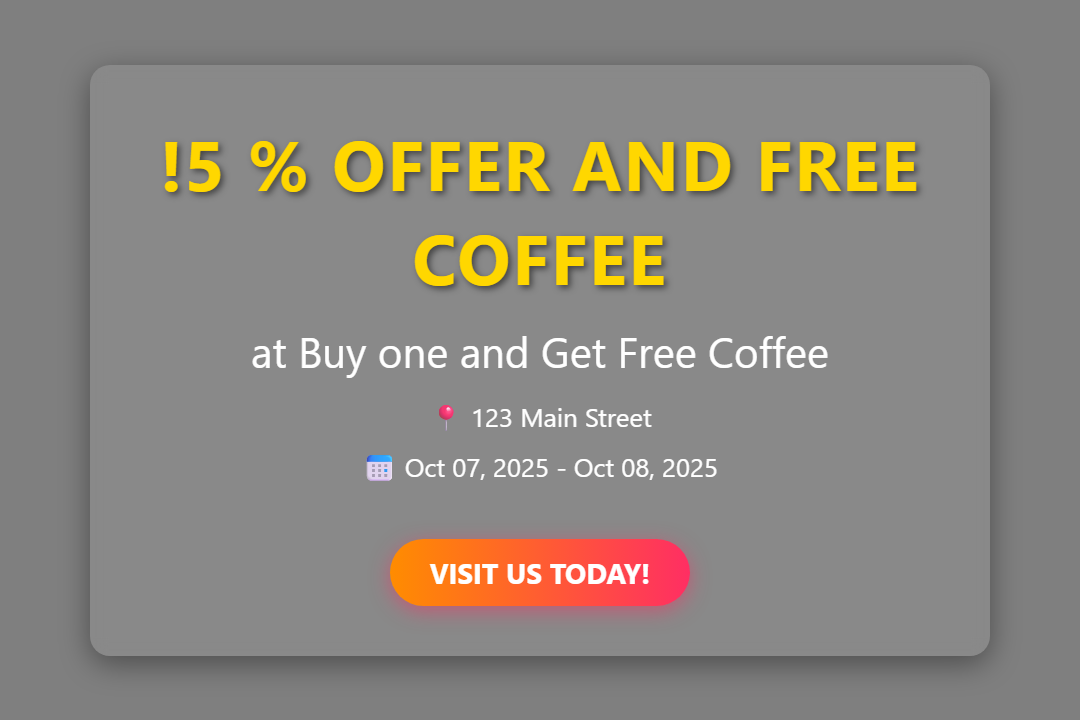 !5 % OFFER AND FREE
COFFEE
at Buy one and Get Free Coffee
📍 123 Main Street
📅 Oct 07, 2025 - Oct 08, 2025
VISIT US TODAY!